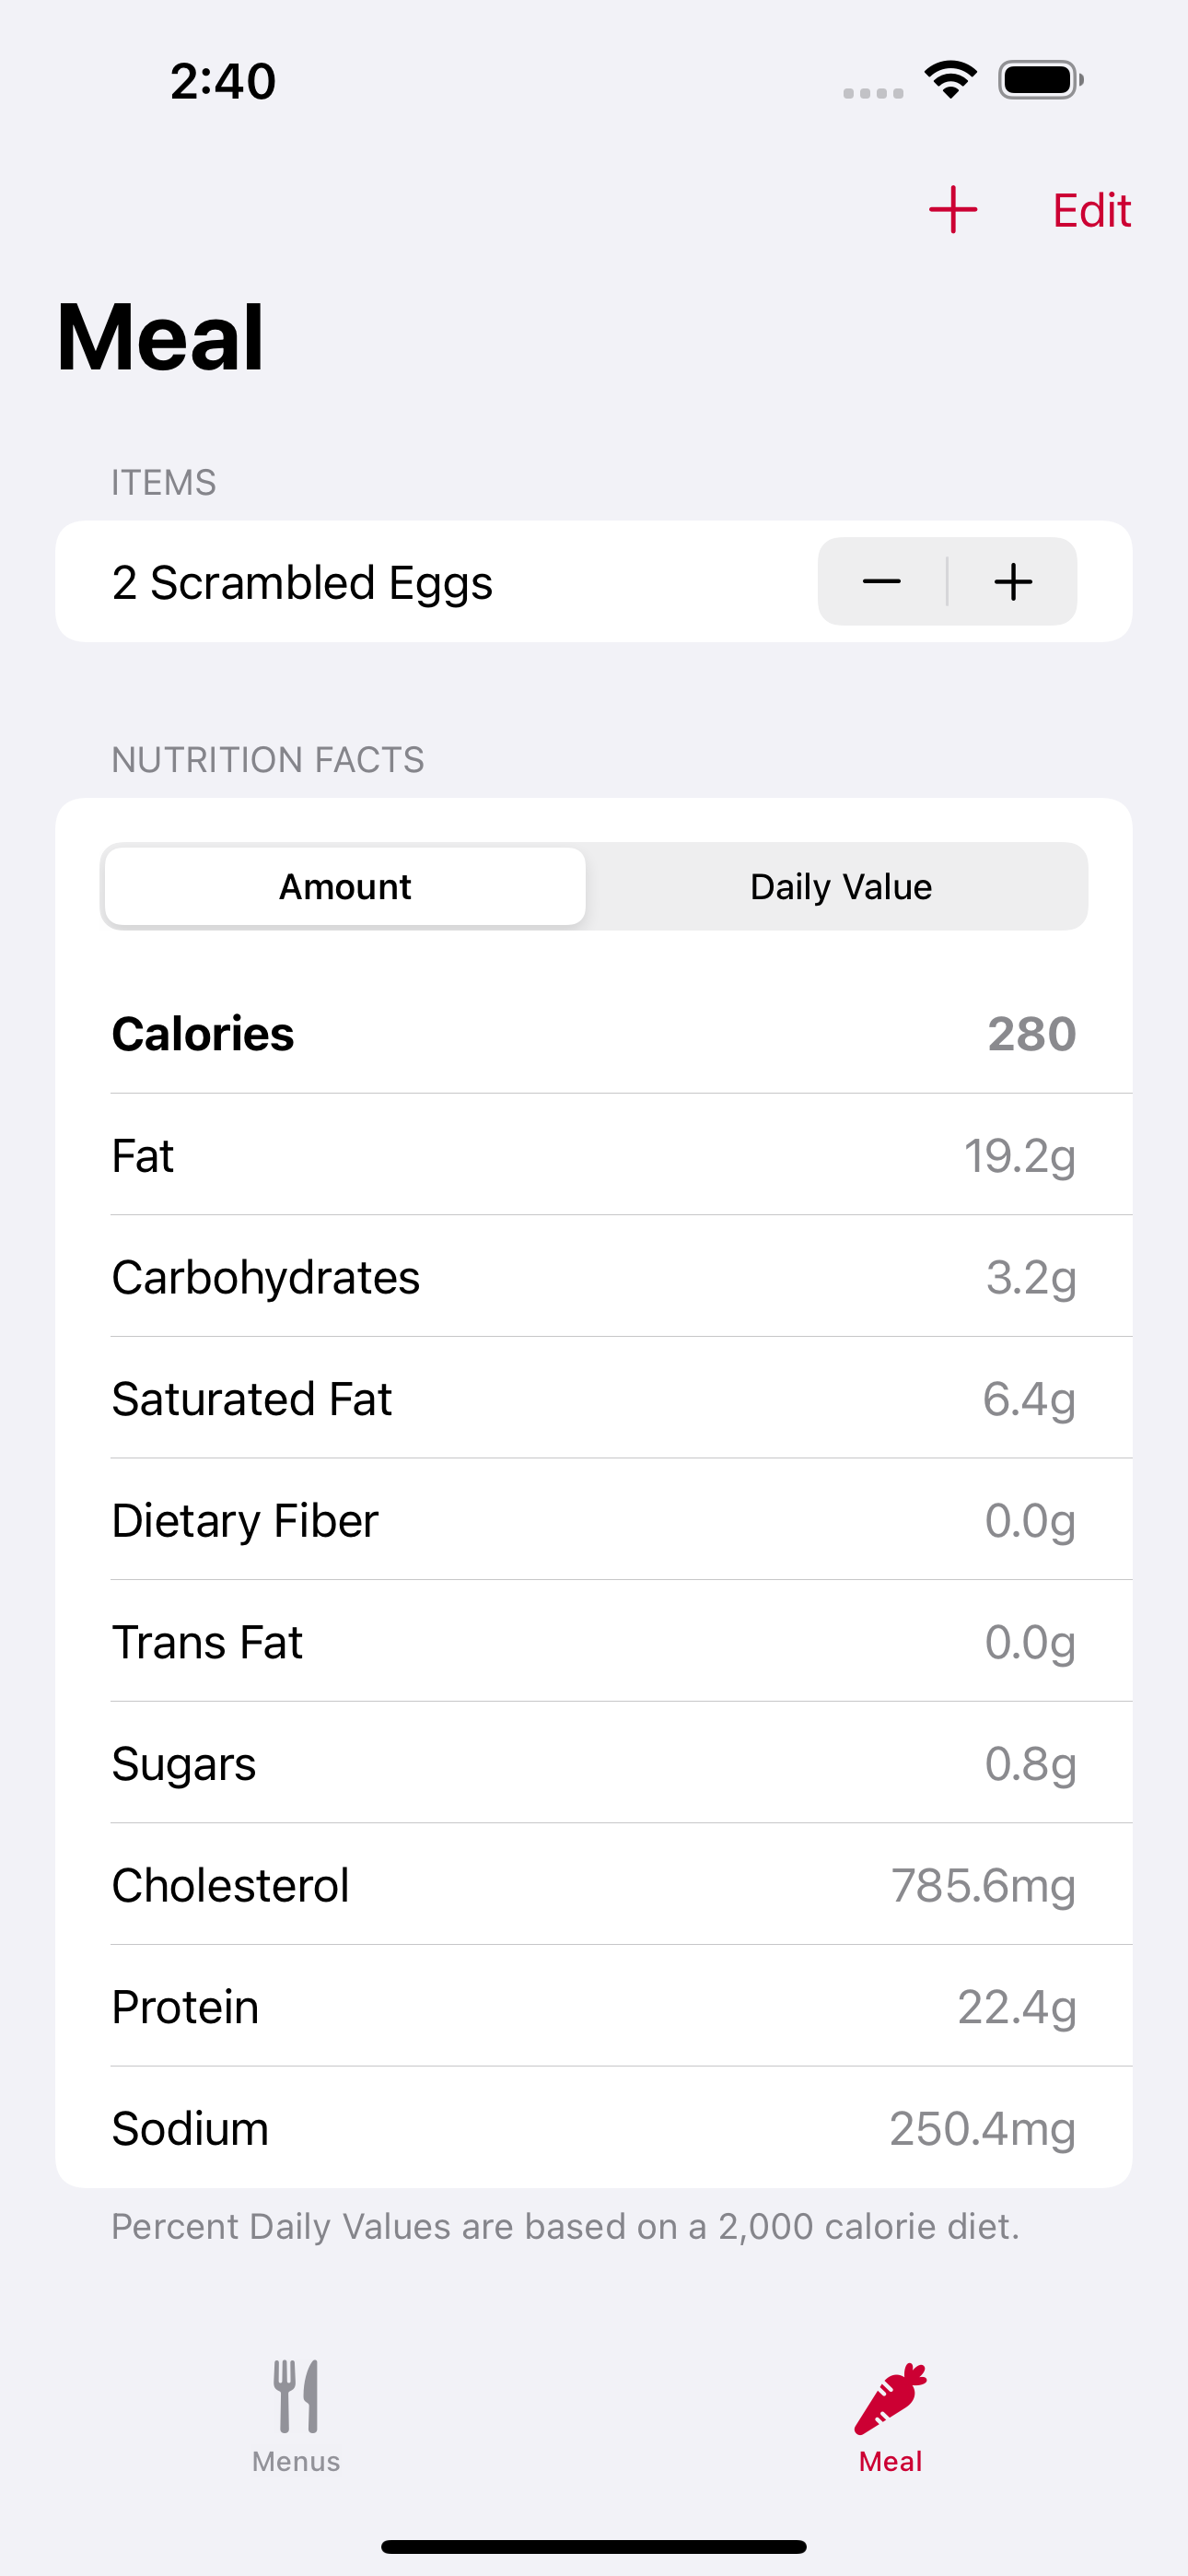 2:40
Edit
Meal
ITEMS
2 Scrambled Eggs
NUTRITION FACTS
Amount Daily Value
Calories 280
Fat 19.2g
Carbohydrates 3.2g
Saturated Fat 6.4g
Dietary Fiber 0.0g
Trans Fat 0.0g
Sugars 0.8g
Cholesterol 785.6mg
Protein 22.4g
Sodium 250.4mg
Percent Daily Values are based on a 2,000 calorie diet.
Menus Meal